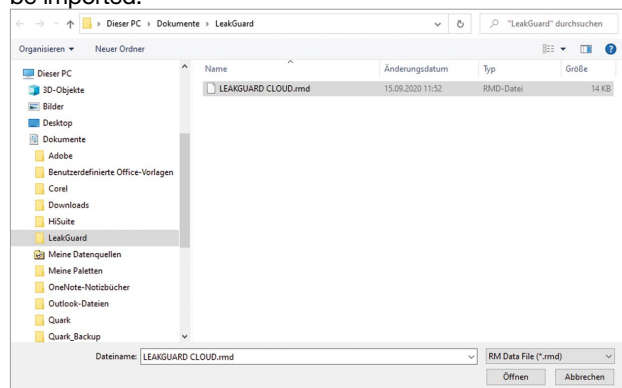 be imported.
Dieser PC > Dokumente > LeakGuard
"LeakGuard" durchsuchen
Organisieren Neuer Ordner
Name Änderungsdatum Typ Größe
LEAKGUARD CLOUD.rmd 15.09.2020 11:52 RMD-Datei 14 KB
Dieser PC
3D-Objekte
Bilder
Desktop
Dokumente
Adobe
Benutzerdefinierte Office-Vorlagen
Corel
Downloads
HiSuite
LeakGuard
Meine Datenquellen
Meine Paletten
OneNote-Notizbücher
Outlook-Dateien
Quark
Quark_Backup
Dateiname: LEAKGUARD CLOUD.rmd RM Data File (*.rmd)
Öffnen Abbrechen